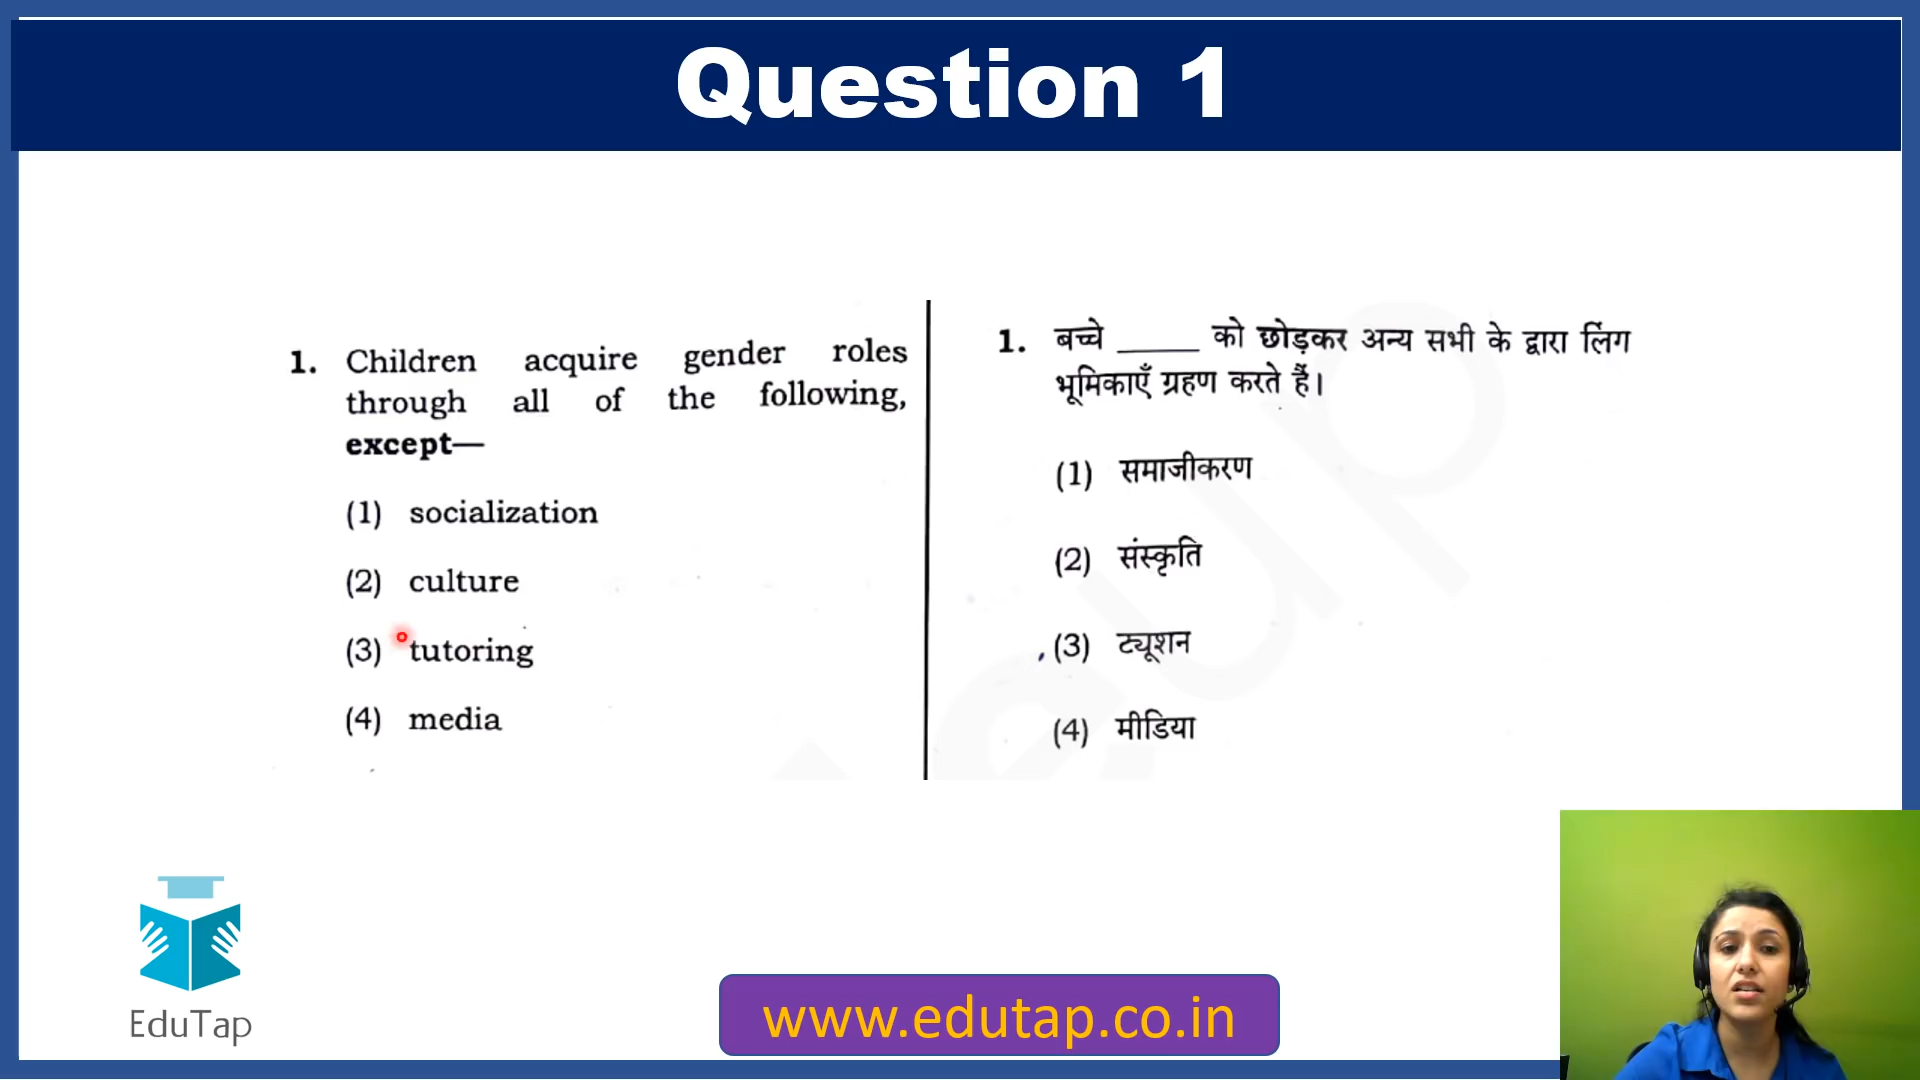 Question 1
1. Children acquire gender roles
through all of the following,
except—
(1) socialization
(2) culture
(3) tutoring
(4) media
1. बच्चे _____ को छोड़कर अन्य सभी के द्वारा लिंग
भूमिकाएँ ग्रहण करते हैं।
(1) समाजीकरण
(2) संस्कृति
(3) ट्यूशन
(4) मीडिया
EduTap
www.edutap.co.in